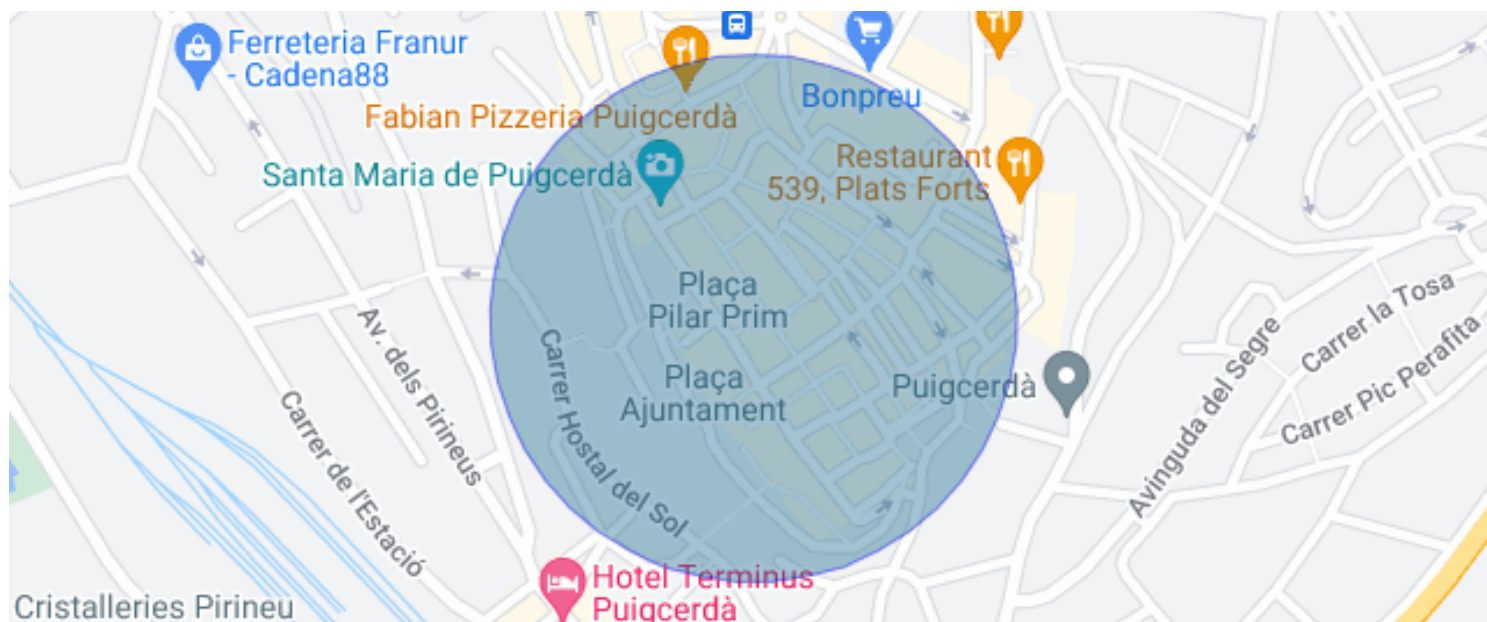 Ferreteria Franur
- Cadena88
Fabian Pizzeria Puigcerdà
Bonpreu
Santa Maria de Puigcerdà
Restaurant
539, Plats Forts
Plaça
Pilar Prim
Plaça
Ajuntament
Puigcerdà
Av. dels Pirineus
Carrer de l'Estació
Carrer Hostal del Sol
Avinguda del Segre
Carrer la Tosa
Carrer Pic Perafita
Hotel Terminus
Puigcerdà
Cristalleries Pirineu